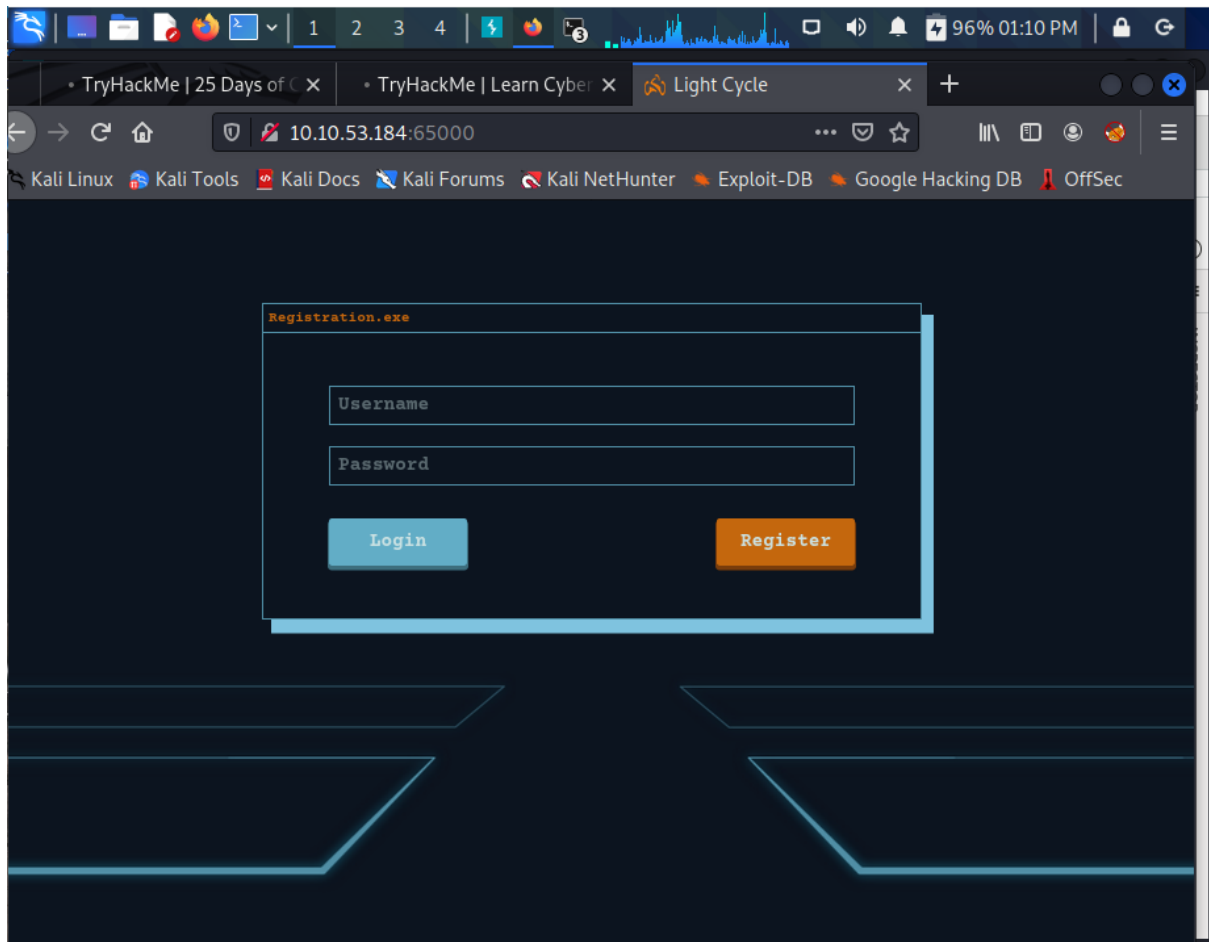 1 2 3 4 3 96% 01:10 PM
TryHackMe | 25 Days of C TryHackMe | Learn Cyber Light Cycle
10.10.53.184:65000
Kali Linux Kali Tools Kali Docs Kali Forums Kali NetHunter Exploit-DB Google Hacking DB OffSec
Registration.exe
Username
Password
Login Register